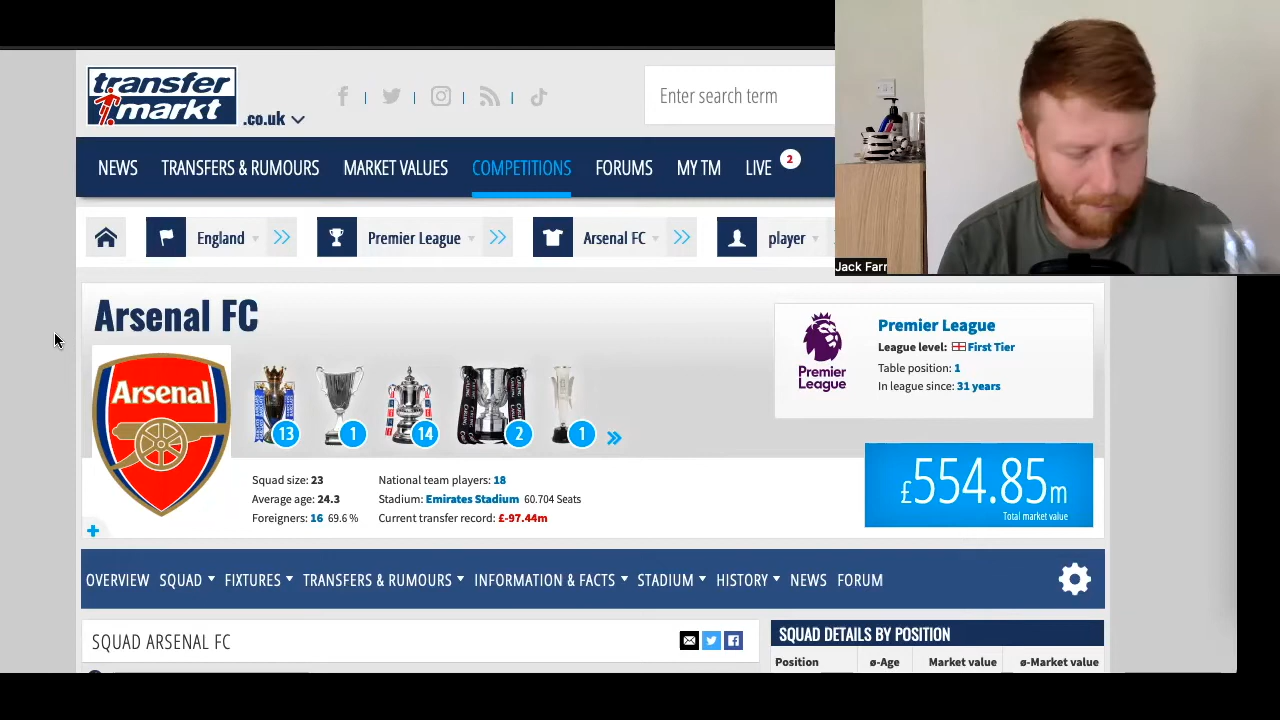 transfer
markt
.co.uk
Enter search term
NEWS TRANSFERS & RUMOURS MARKET VALUES COMPETITIONS FORUMS MY TM LIVE 2
England Premier League Arsenal FC player
Jack Farr
Arsenal FC
Arsenal
13 1 14 2 1
Premier League
Premier League
League level: First Tier
Table position: 1
In league since: 31 years
Squad size: 23
Average age: 24.3
Foreigners: 16 69.6 %
National team players: 18
Stadium: Emirates Stadium 60.704 Seats
Current transfer record: £-97.44m
£554.85m
Total market value
OVERVIEW SQUAD FIXTURES TRANSFERS & RUMOURS INFORMATION & FACTS STADIUM HISTORY NEWS FORUM
SQUAD ARSENAL FC
SQUAD DETAILS BY POSITION
Position ø-Age Market value ø-Market value